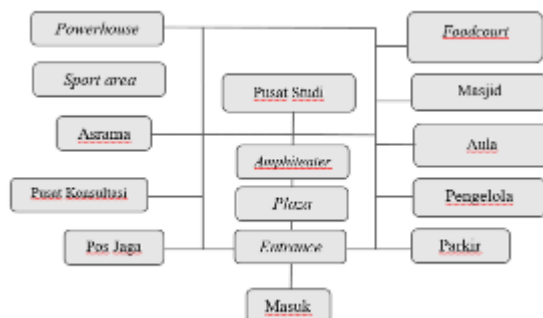 Powerhouse
Foodcourt
Sport area
Pusat Studi
Masjid
Asrama
Aula
Amphiteater
Pusat Konsultasi
Plaza
Pengelola
Pos Jaga
Entrance
Parkir
Masuk